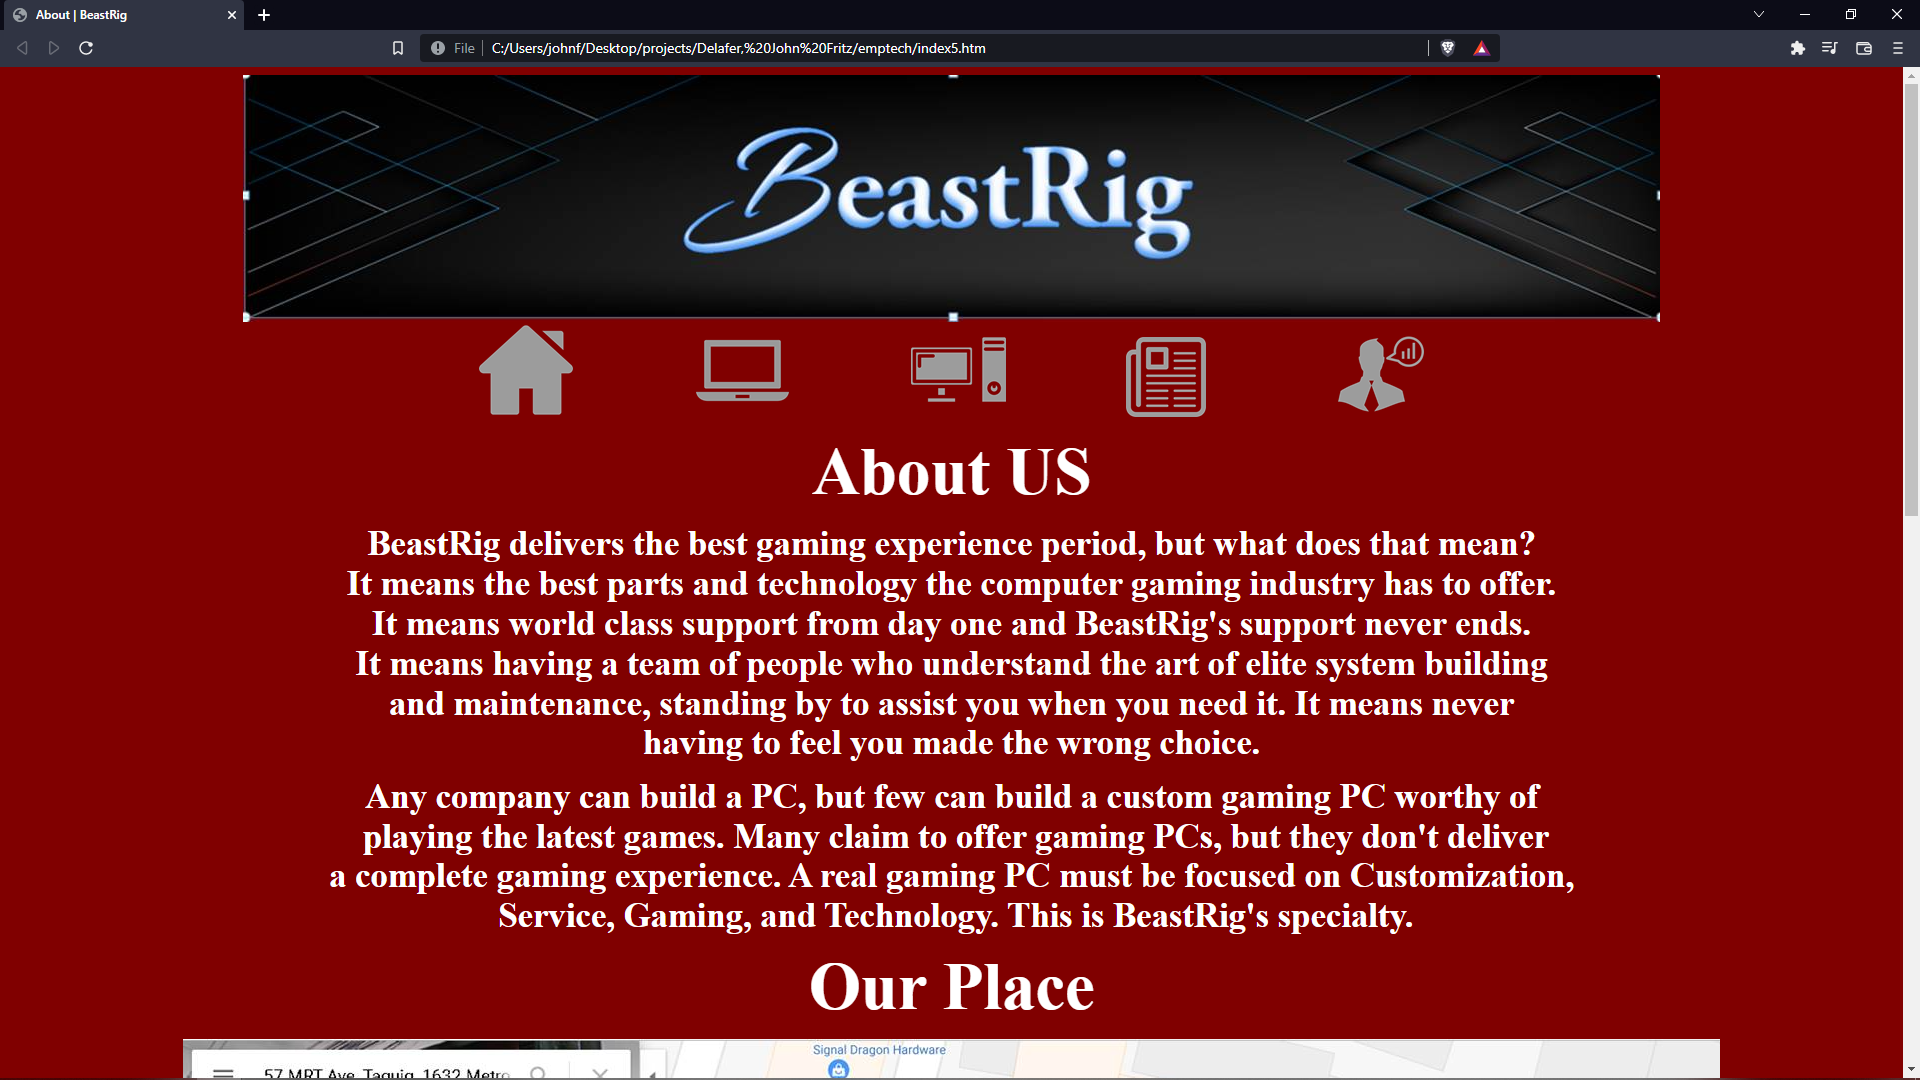 About | BeastRig
File
C:/Users/johnf/Desktop/projects/Delafer,%20John%20Fritz/emptech/index5.htm
BeastRig
About US
BeastRig delivers the best gaming experience period, but what does that mean?
It means the best parts and technology the computer gaming industry has to offer.
It means world class support from day one and BeastRig's support never ends.
It means having a team of people who understand the art of elite system building
and maintenance, standing by to assist you when you need it. It means never
having to feel you made the wrong choice.
Any company can build a PC, but few can build a custom gaming PC worthy of
playing the latest games. Many claim to offer gaming PCs, but they don't deliver
a complete gaming experience. A real gaming PC must be focused on Customization,
Service, Gaming, and Technology. This is BeastRig's specialty.
Our Place
Signal Dragon Hardware
57 MRT Ave, Taguig, 1632 Metro